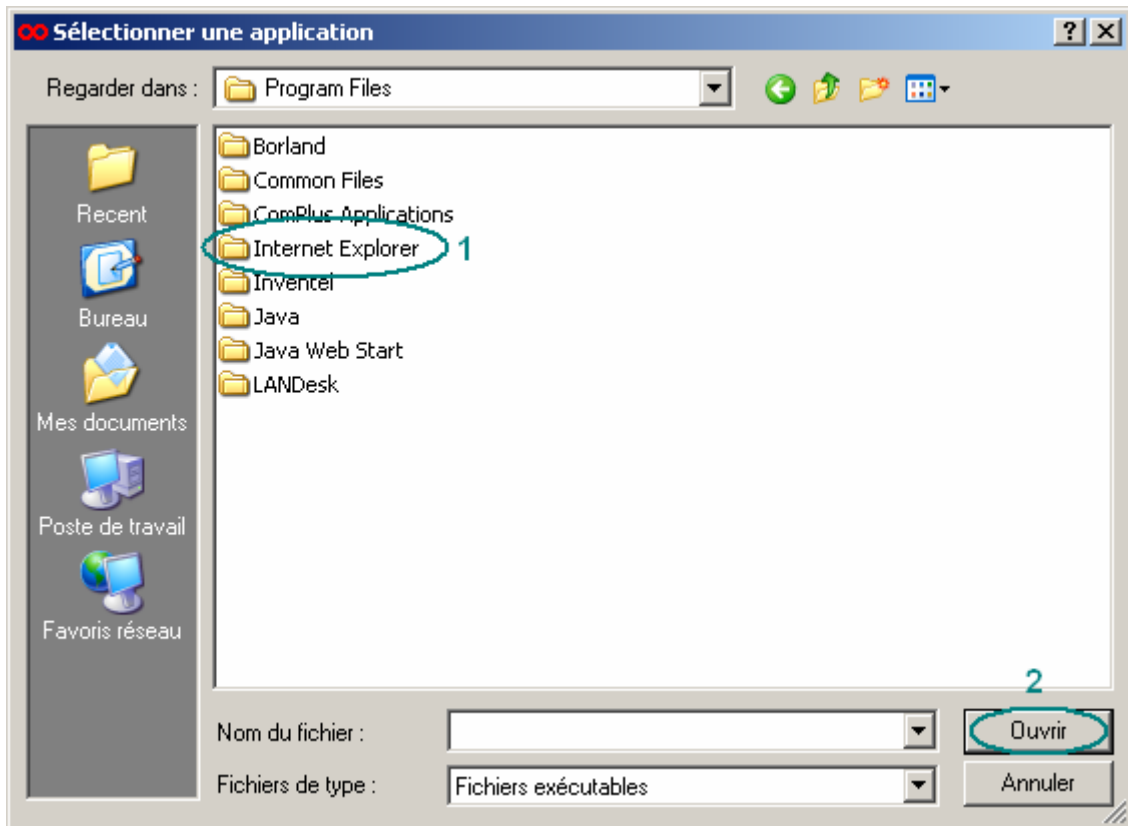 Sélectionner une application
Regarder dans : Program Files
Borland
Common Files
ComPlus Applications
Internet Explorer 1
Inventel
Java
Java Web Start
LANDesk
Recent
Bureau
Mes documents
Poste de travail
Favoris réseau
2
Nom du fichier : Ouvrir
Fichiers de type : Fichiers exécutables Annuler